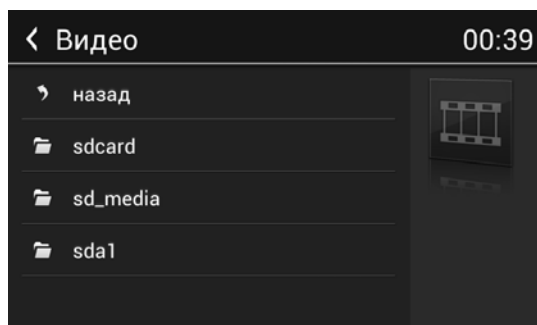 Видео 00:39
назад
sdcard
sd_media
sda1